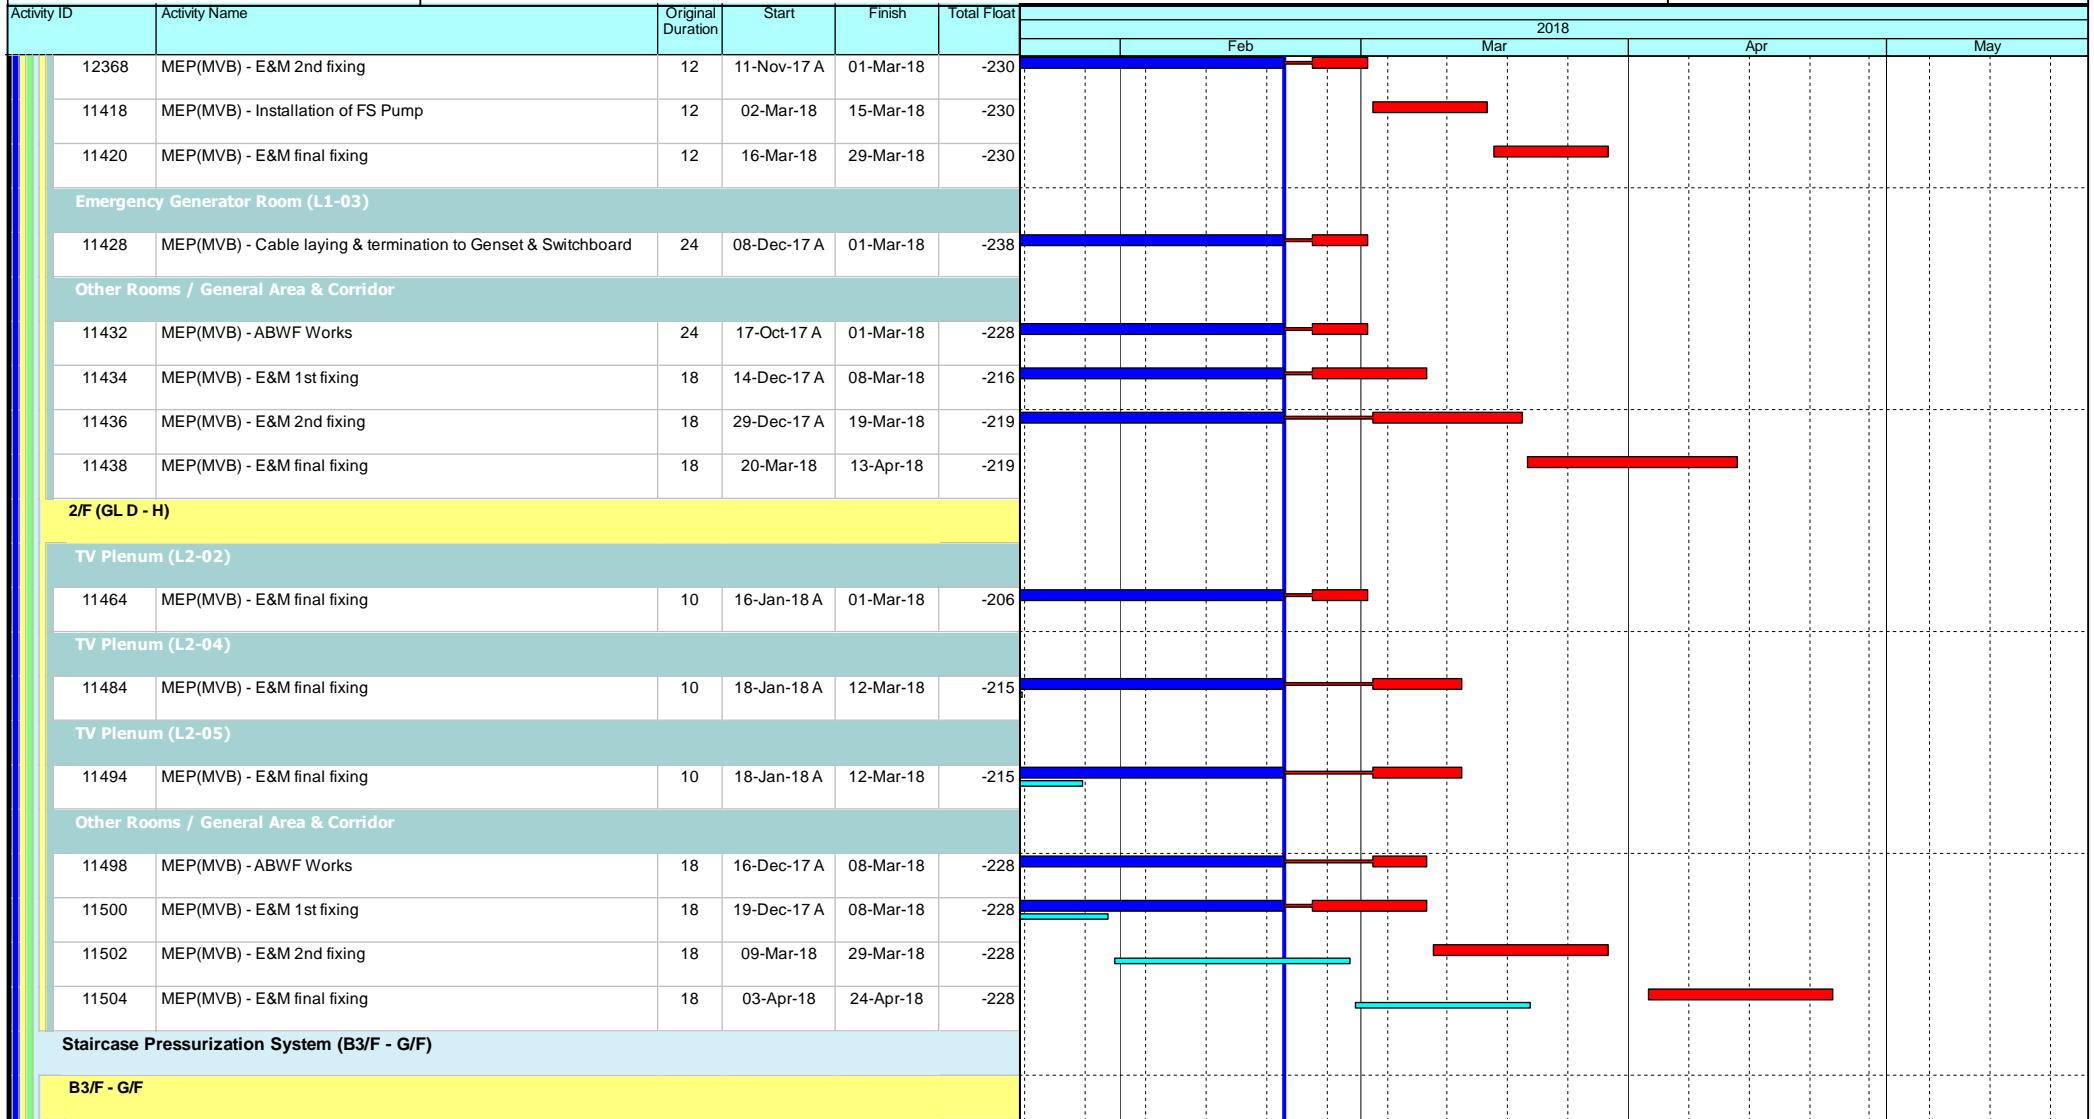 Activity ID Activity Name Original Duration Start Finish Total Float
2018
Feb Mar Apr May
12368 MEP(MVB) - E&M 2nd fixing 12 11-Nov-17 A 01-Mar-18 -230
11418 MEP(MVB) - Installation of FS Pump 12 02-Mar-18 15-Mar-18 -230
11420 MEP(MVB) - E&M final fixing 12 16-Mar-18 29-Mar-18 -230
Emergency Generator Room (L1-03)
11428 MEP(MVB) - Cable laying & termination to Genset & Switchboard 24 08-Dec-17 A 01-Mar-18 -238
Other Rooms / General Area & Corridor
11432 MEP(MVB) - ABWF Works 24 17-Oct-17 A 01-Mar-18 -228
11434 MEP(MVB) - E&M 1st fixing 18 14-Dec-17 A 08-Mar-18 -216
11436 MEP(MVB) - E&M 2nd fixing 18 29-Dec-17 A 19-Mar-18 -219
11438 MEP(MVB) - E&M final fixing 18 20-Mar-18 13-Apr-18 -219
2/F (GL D - H)
TV Plenum (L2-02)
11464 MEP(MVB) - E&M final fixing 10 16-Jan-18 A 01-Mar-18 -206
TV Plenum (L2-04)
11484 MEP(MVB) - E&M final fixing 10 18-Jan-18 A 12-Mar-18 -215
TV Plenum (L2-05)
11494 MEP(MVB) - E&M final fixing 10 18-Jan-18 A 12-Mar-18 -215
Other Rooms / General Area & Corridor
11498 MEP(MVB) - ABWF Works 18 16-Dec-17 A 08-Mar-18 -228
11500 MEP(MVB) - E&M 1st fixing 18 19-Dec-17 A 08-Mar-18 -228
11502 MEP(MVB) - E&M 2nd fixing 18 09-Mar-18 29-Mar-18 -228
11504 MEP(MVB) - E&M final fixing 18 03-Apr-18 24-Apr-18 -228
Staircase Pressurization System (B3/F - G/F)
B3/F - G/F